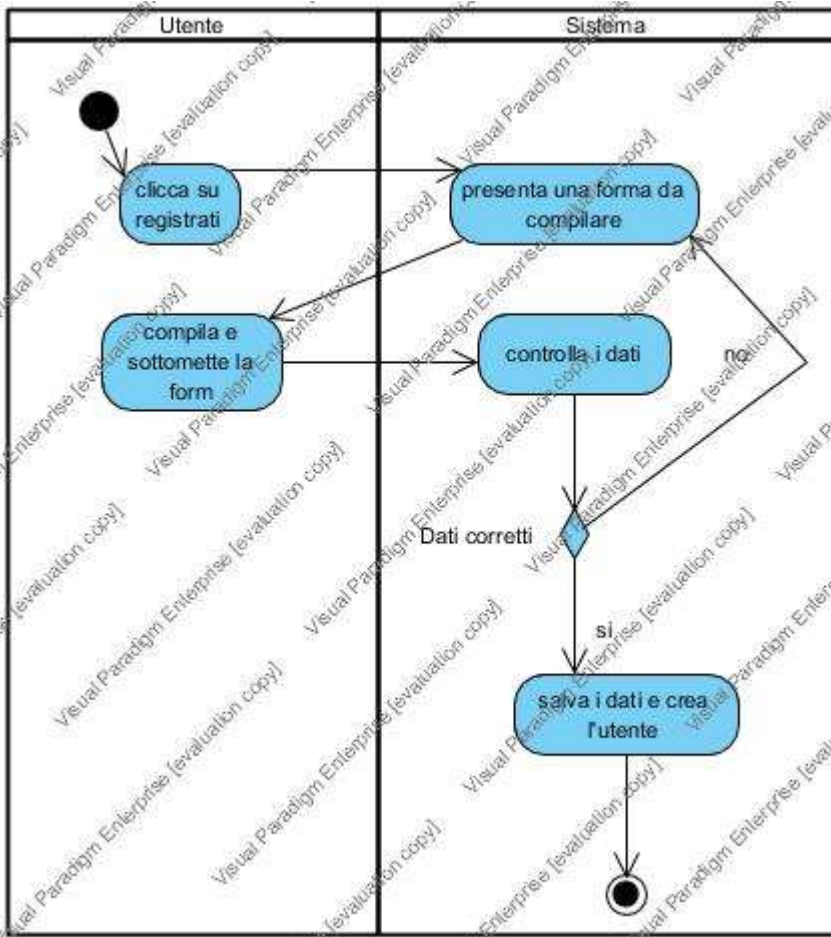 Utente
Sistema
clicca su
registrati
presenta una forma da
compilare
compila e
sottomette la
form
controlla i dati
no
Dati corretti
si
salva i dati e crea
l'utente
Visual Paradigm Enterprise [evaluation copy]